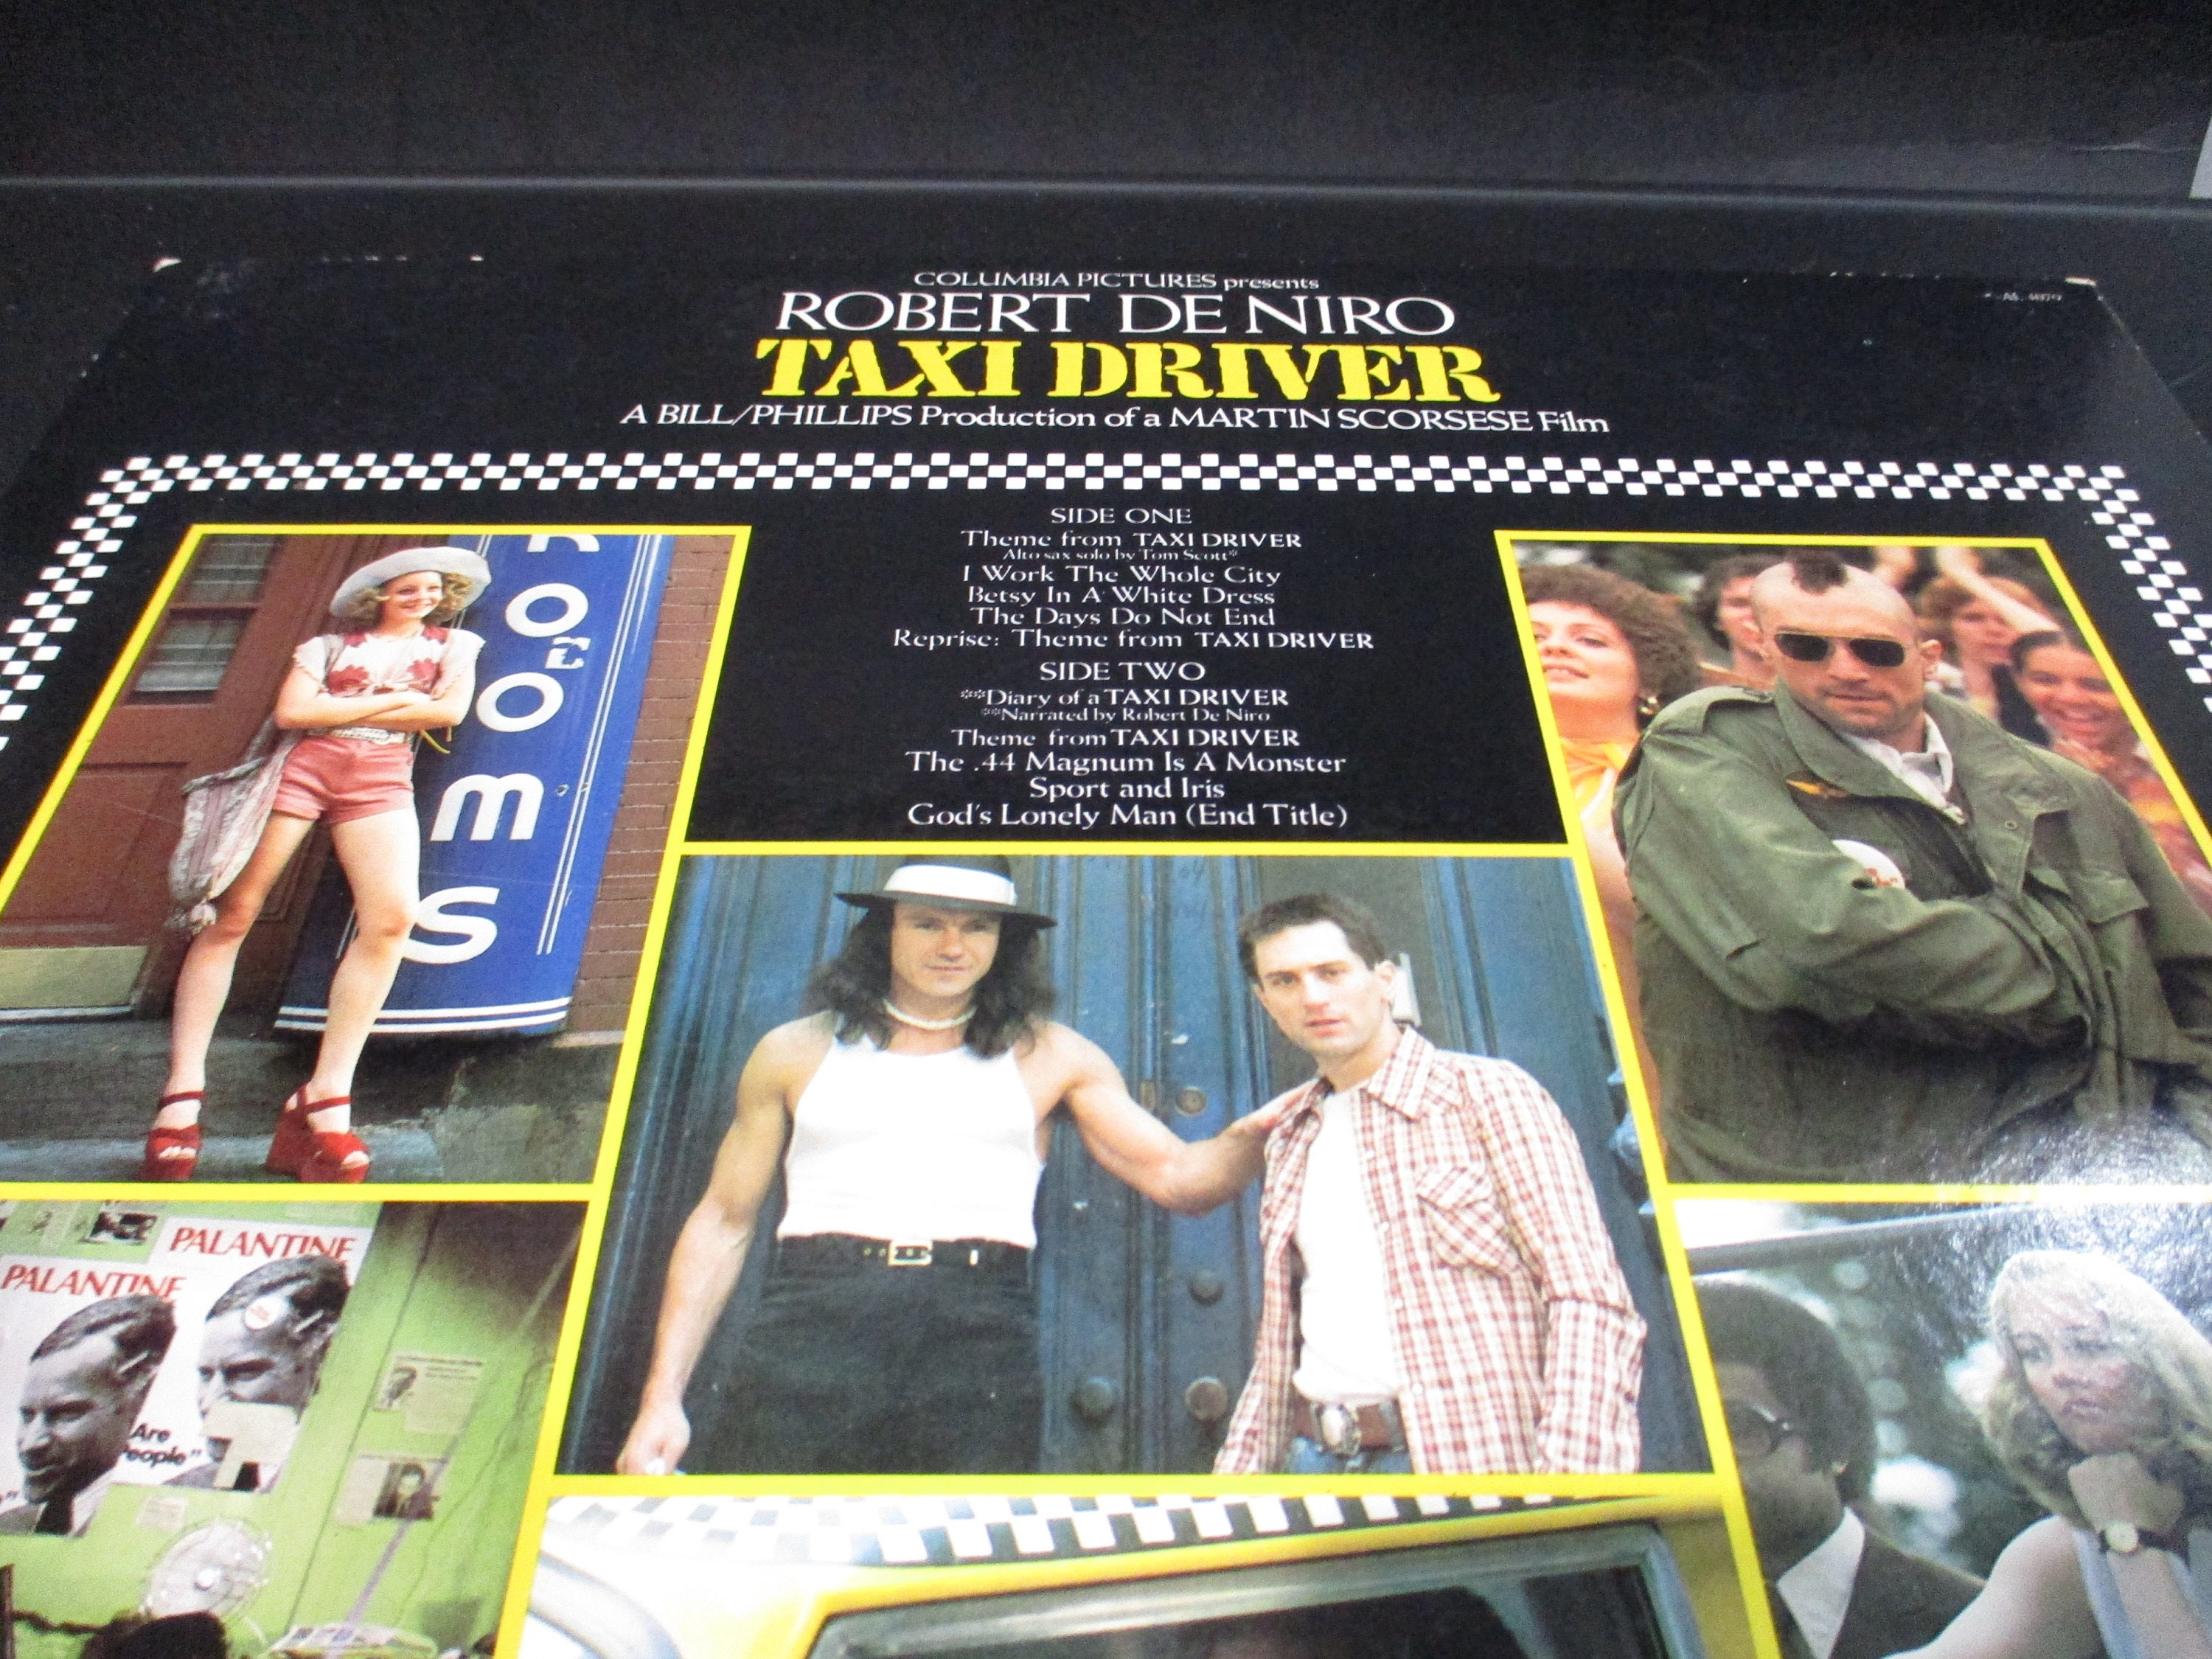 COLUMBIA PICTURES presents
ROBERT DE NIRO
TAXI DRIVER
A BILL/PHILLIPS Production of a MARTIN SCORSESE Film
SIDE ONE
Theme from TAXI DRIVER
Alto sax solo by Tom Scott*
I Work The Whole City
Betsy In A White Dress
The Days Do Not End
Reprise: Theme from TAXI DRIVER
SIDE TWO
**Diary of a TAXI DRIVER
**Narrated by Robert De Niro
Theme from TAXI DRIVER
The .44 Magnum Is A Monster
Sport and Iris
God's Lonely Man (End Title)
rooms
PALANTINE
PALANTINE
Are
People"